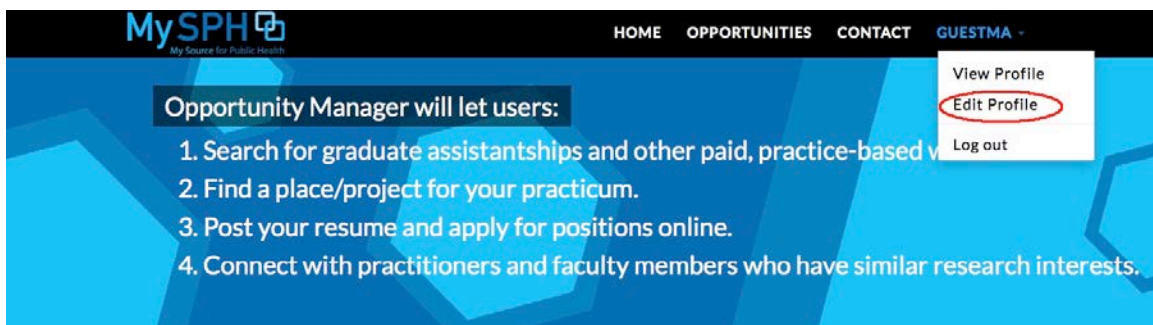 My SPH
My Source for Public Health
HOME OPPORTUNITIES CONTACT GUESTMA
View Profile
Edit Profile
Log out
Opportunity Manager will let users:
1. Search for graduate assistantships and other paid, practice-based
2. Find a place/project for your practicum.
3. Post your resume and apply for positions online.
4. Connect with practitioners and faculty members who have similar research interests.